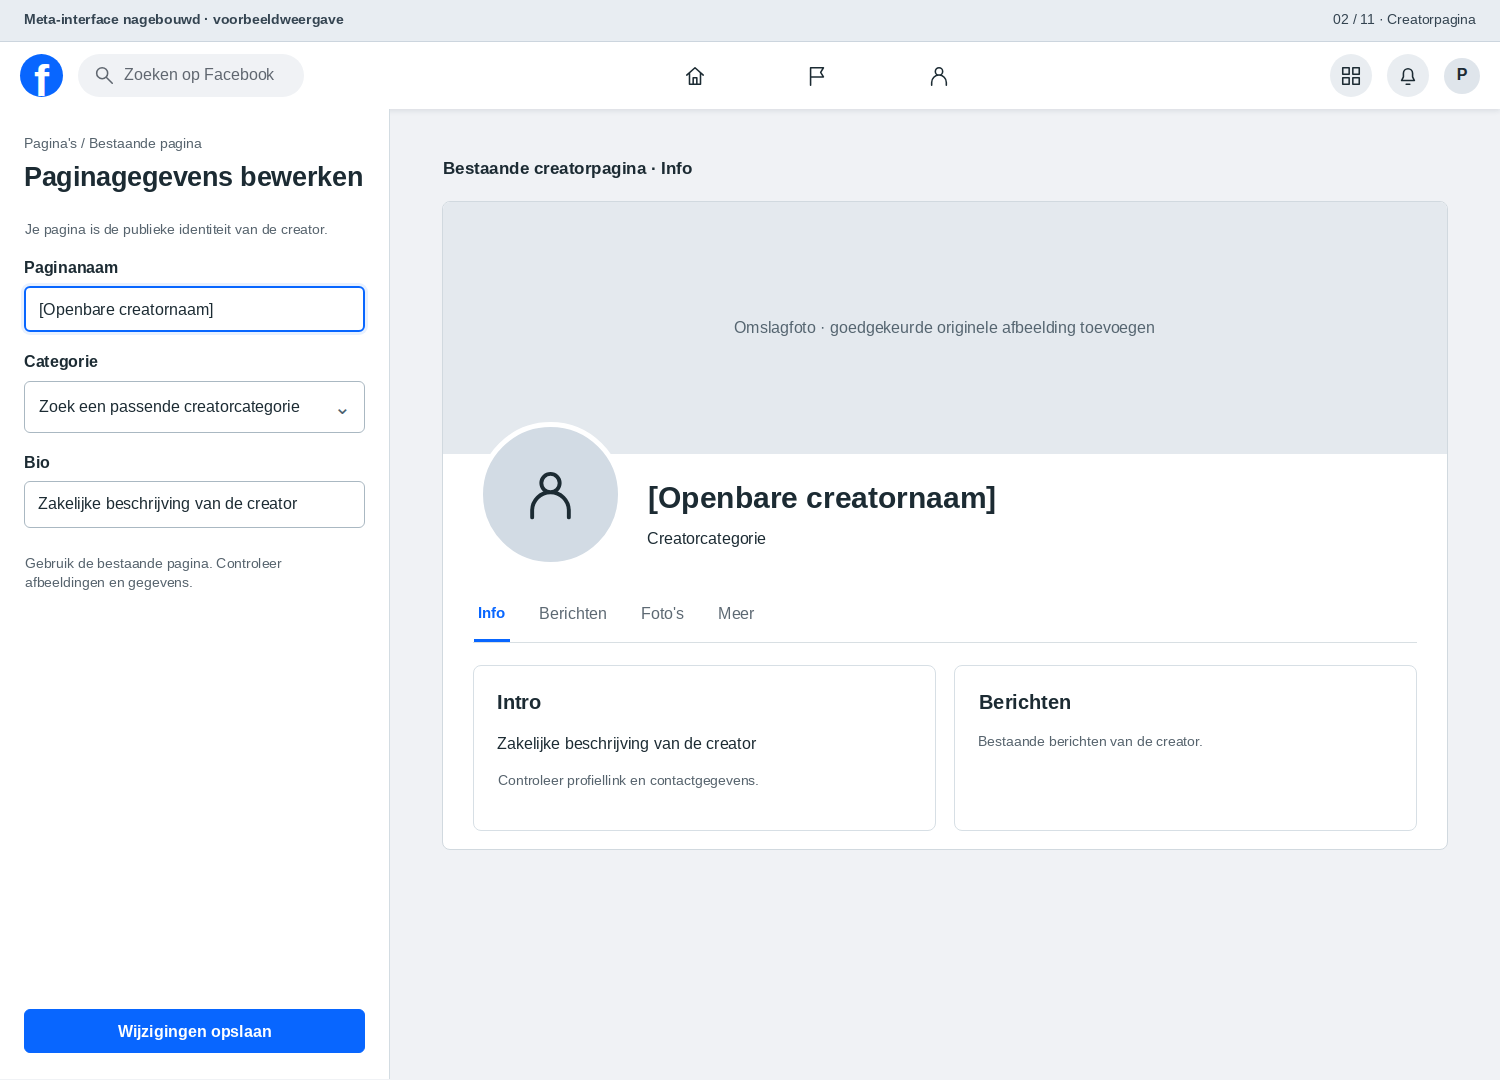 Meta-interface nagebouwd · voorbeeldweergave
02 / 11 · Creatorpagina
f
Zoeken op Facebook
P
Pagina's / Bestaande pagina
Paginagegevens bewerken
Je pagina is de publieke identiteit van de creator.
Paginanaam
[Openbare creatornaam]
Categorie
Zoek een passende creatorcategorie
Bio
Zakelijke beschrijving van de creator
Gebruik de bestaande pagina. Controleer
afbeeldingen en gegevens.
Wijzigingen opslaan
Bestaande creatorpagina · Info
Omslagfoto · goedgekeurde originele afbeelding toevoegen
[Openbare creatornaam]
Creatorcategorie
Info
Berichten
Foto's
Meer
Intro
Zakelijke beschrijving van de creator
Controleer profiellink en contactgegevens.
Berichten
Bestaande berichten van de creator.